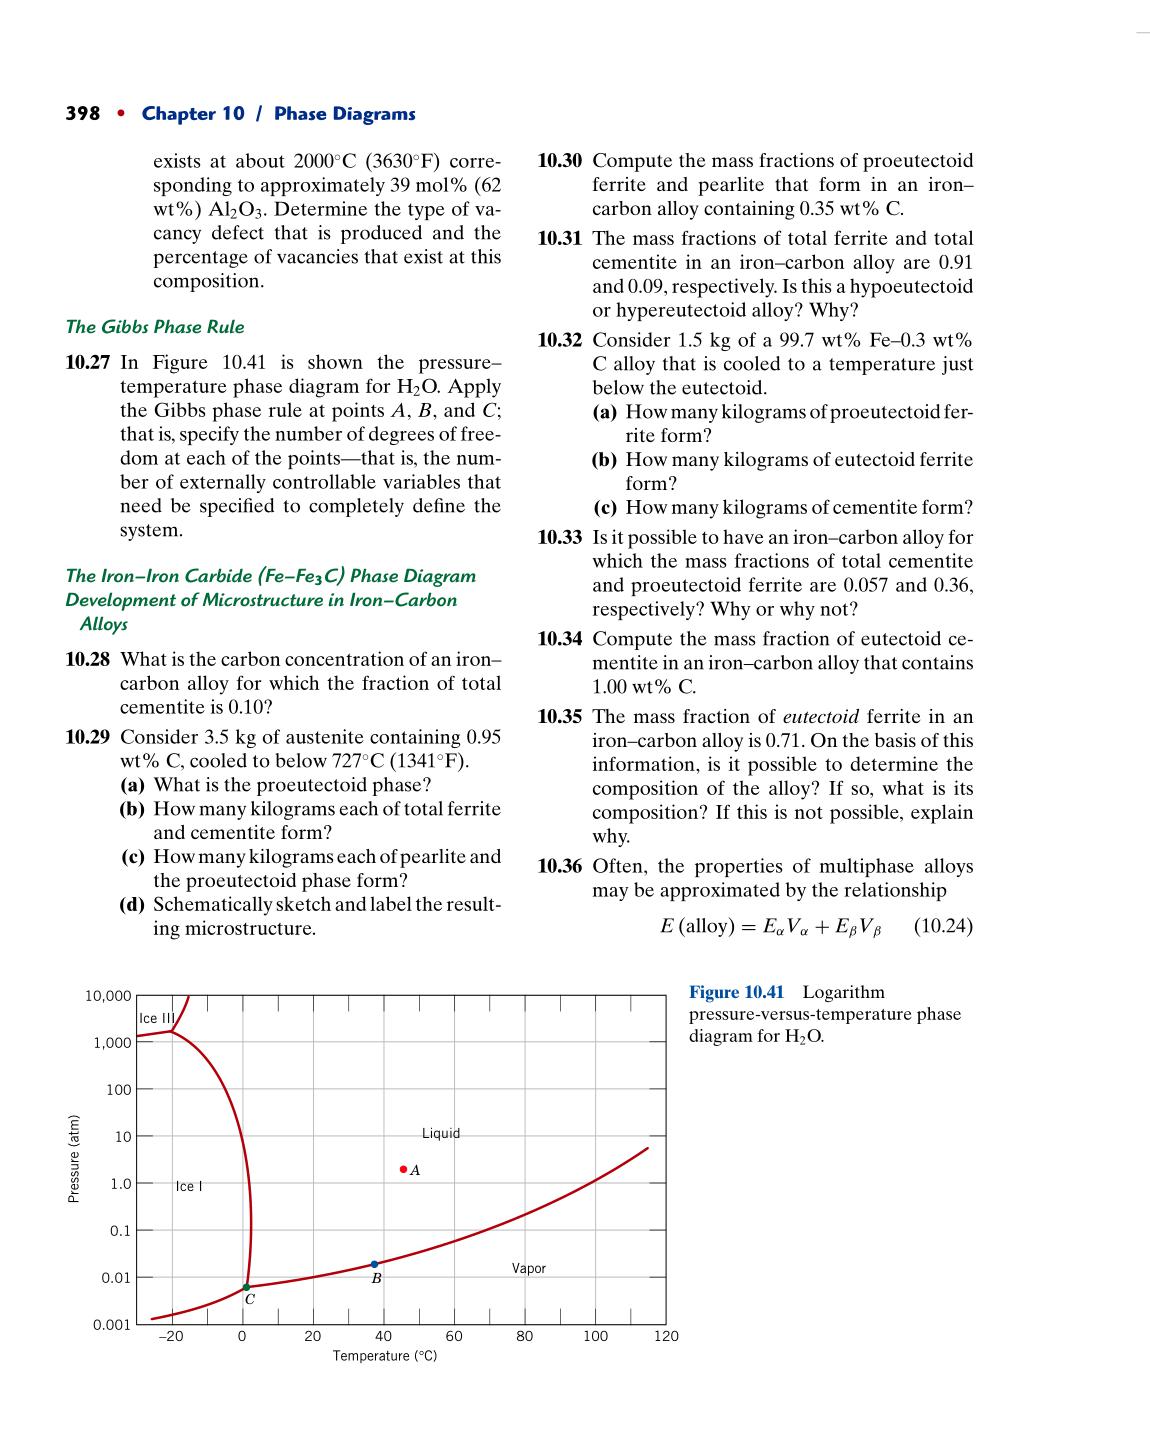 398 • Chapter 10 / Phase Diagrams
exists at about 2000°C (3630°F) corre-
sponding to approximately 39 mol% (62
wt%) Al₂O₃. Determine the type of va-
cancy defect that is produced and the
percentage of vacancies that exist at this
composition.
The Gibbs Phase Rule
10.27 In Figure 10.41 is shown the pressure–
temperature phase diagram for H₂O. Apply
the Gibbs phase rule at points A, B, and C;
that is, specify the number of degrees of free-
dom at each of the points—that is, the num-
ber of externally controllable variables that
need be specified to completely define the
system.
The Iron–Iron Carbide (Fe–Fe₃C) Phase Diagram
Development of Microstructure in Iron–Carbon
Alloys
10.28 What is the carbon concentration of an iron–
carbon alloy for which the fraction of total
cementite is 0.10?
10.29 Consider 3.5 kg of austenite containing 0.95
wt% C, cooled to below 727°C (1341°F).
(a) What is the proeutectoid phase?
(b) How many kilograms each of total ferrite
and cementite form?
(c) How many kilograms each of pearlite and
the proeutectoid phase form?
(d) Schematically sketch and label the result-
ing microstructure.
10.30 Compute the mass fractions of proeutectoid
ferrite and pearlite that form in an iron–
carbon alloy containing 0.35 wt% C.
10.31 The mass fractions of total ferrite and total
cementite in an iron–carbon alloy are 0.91
and 0.09, respectively. Is this a hypoeutectoid
or hypereutectoid alloy? Why?
10.32 Consider 1.5 kg of a 99.7 wt% Fe–0.3 wt%
C alloy that is cooled to a temperature just
below the eutectoid.
(a) How many kilograms of proeutectoid fer-
rite form?
(b) How many kilograms of eutectoid ferrite
form?
(c) How many kilograms of cementite form?
10.33 Is it possible to have an iron–carbon alloy for
which the mass fractions of total cementite
and proeutectoid ferrite are 0.057 and 0.36,
respectively? Why or why not?
10.34 Compute the mass fraction of eutectoid ce-
mentite in an iron–carbon alloy that contains
1.00 wt% C.
10.35 The mass fraction of eutectoid ferrite in an
iron–carbon alloy is 0.71. On the basis of this
information, is it possible to determine the
composition of the alloy? If so, what is its
composition? If this is not possible, explain
why.
10.36 Often, the properties of multiphase alloys
may be approximated by the relationship
E (alloy) = EαVα + EβVβ (10.24)
10,000
1,000
100
10
1.0
0.1
0.01
0.001
Pressure (atm)
Ice III
Liquid
A
Ice I
Vapor
B
C
–20 0 20 40 60 80 100 120
Temperature (°C)
Figure 10.41 Logarithm
pressure-versus-temperature phase
diagram for H₂O.